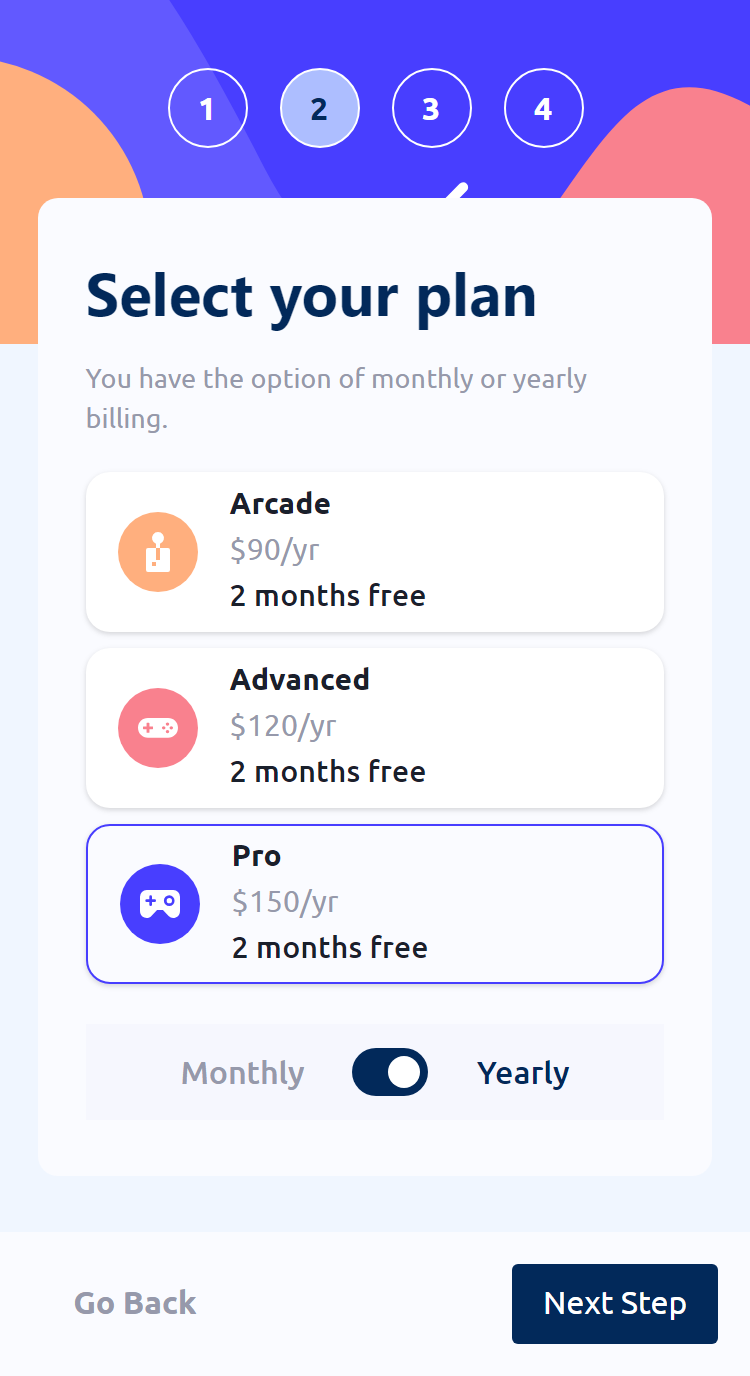 1 2 3 4
Select your plan
You have the option of monthly or yearly
billing.
Arcade
$90/yr
2 months free
Advanced
$120/yr
2 months free
Pro
$150/yr
2 months free
Monthly Yearly
Go Back Next Step